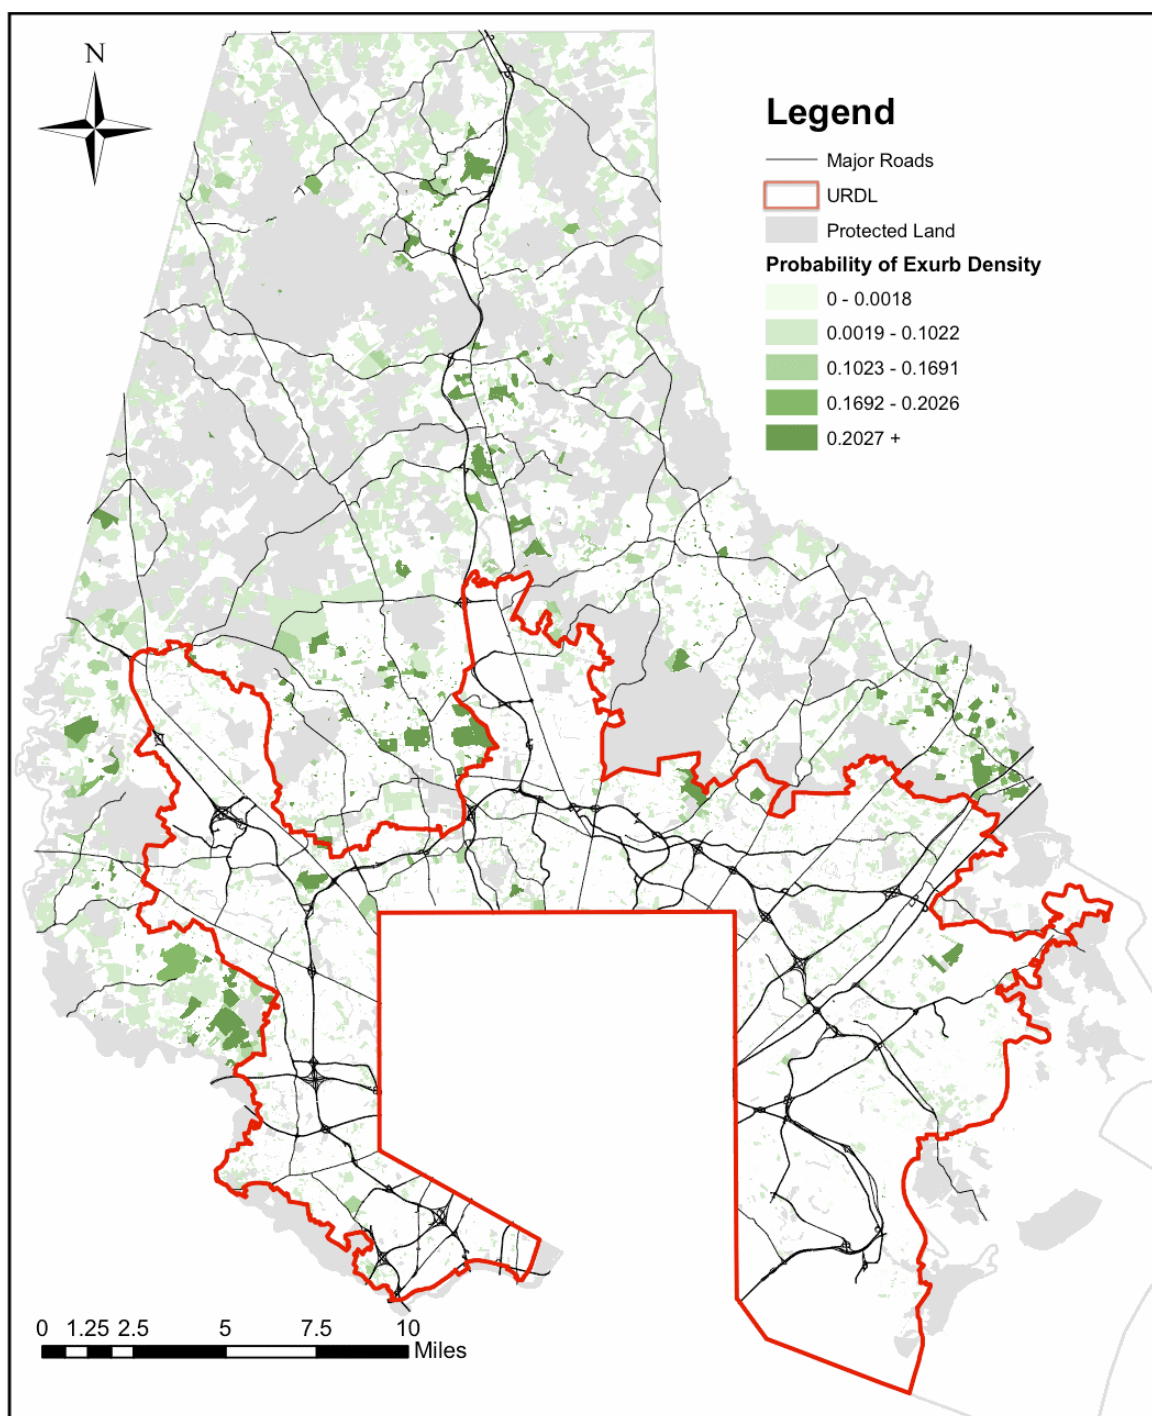 N
Legend
Major Roads
URDL
Protected Land
Probability of Exurb Density
0 - 0.0018
0.0019 - 0.1022
0.1023 - 0.1691
0.1692 - 0.2026
0.2027 +
0 1.25 2.5 5 7.5 10
Miles